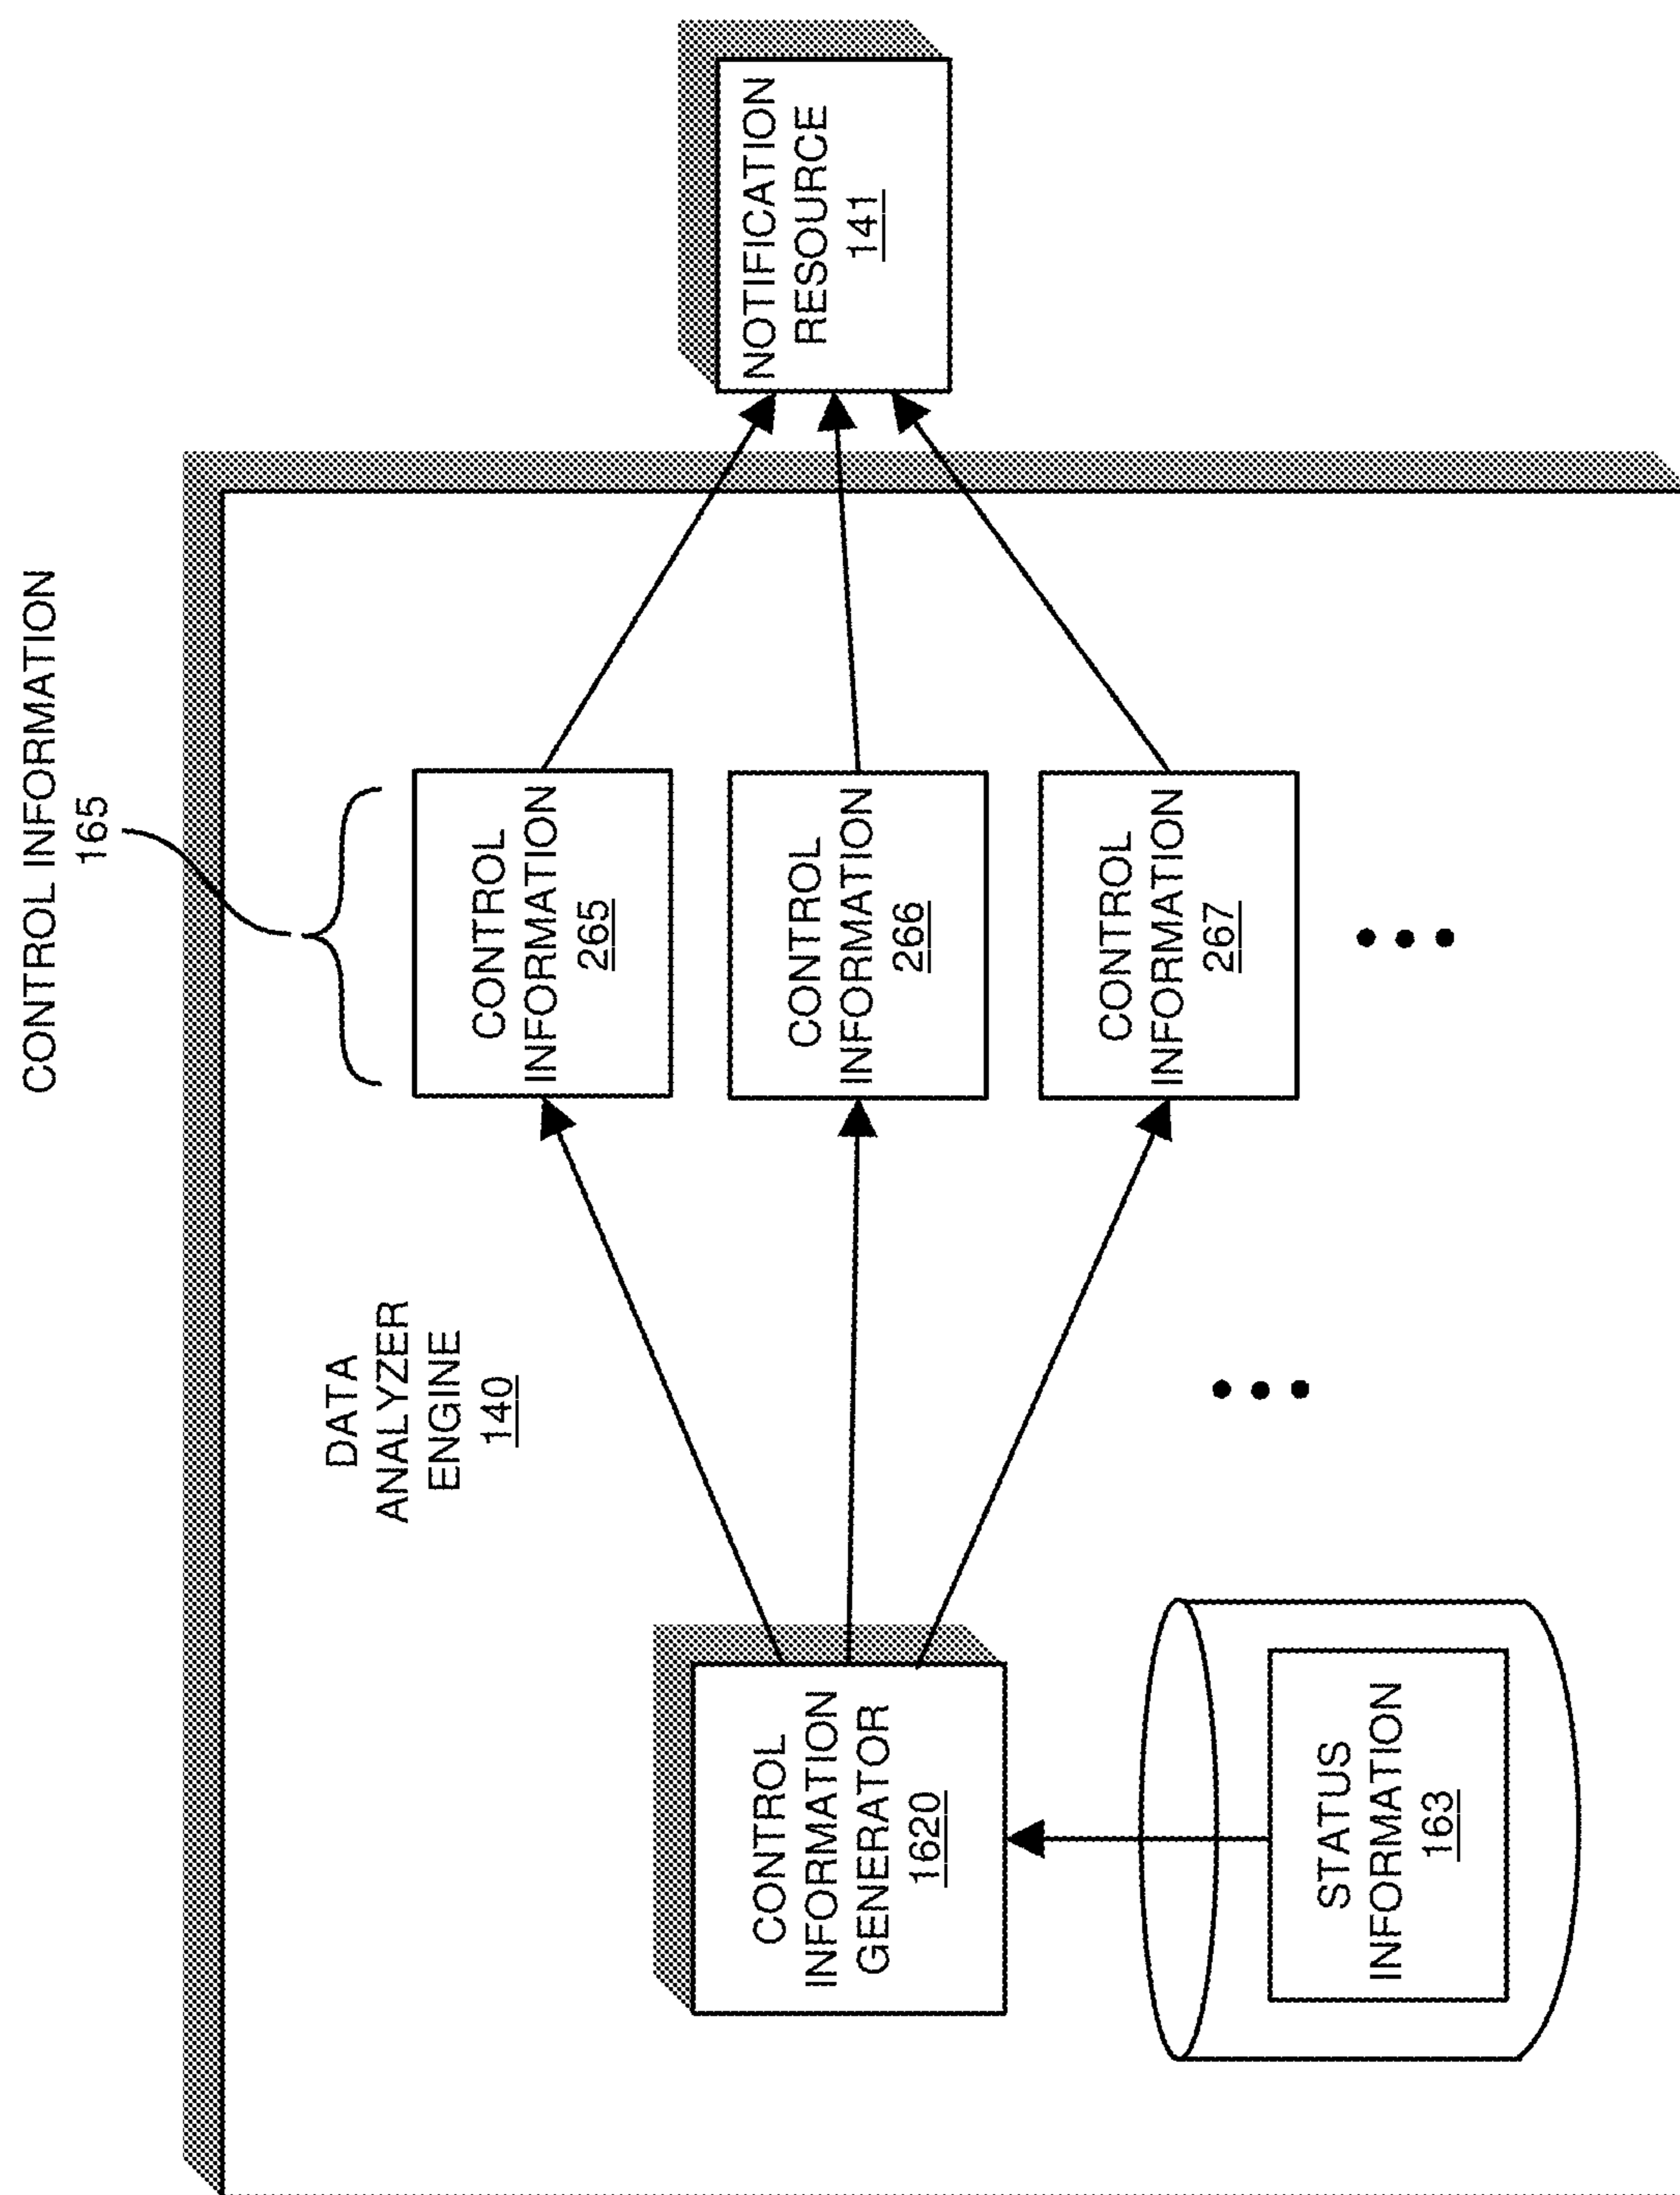 CONTROL INFORMATION
165
DATA
ANALYZER
ENGINE
140
CONTROL
INFORMATION
GENERATOR
1620
STATUS
INFORMATION
163
CONTROL
INFORMATION
265
CONTROL
INFORMATION
266
CONTROL
INFORMATION
267
NOTIFICATION
RESOURCE
141